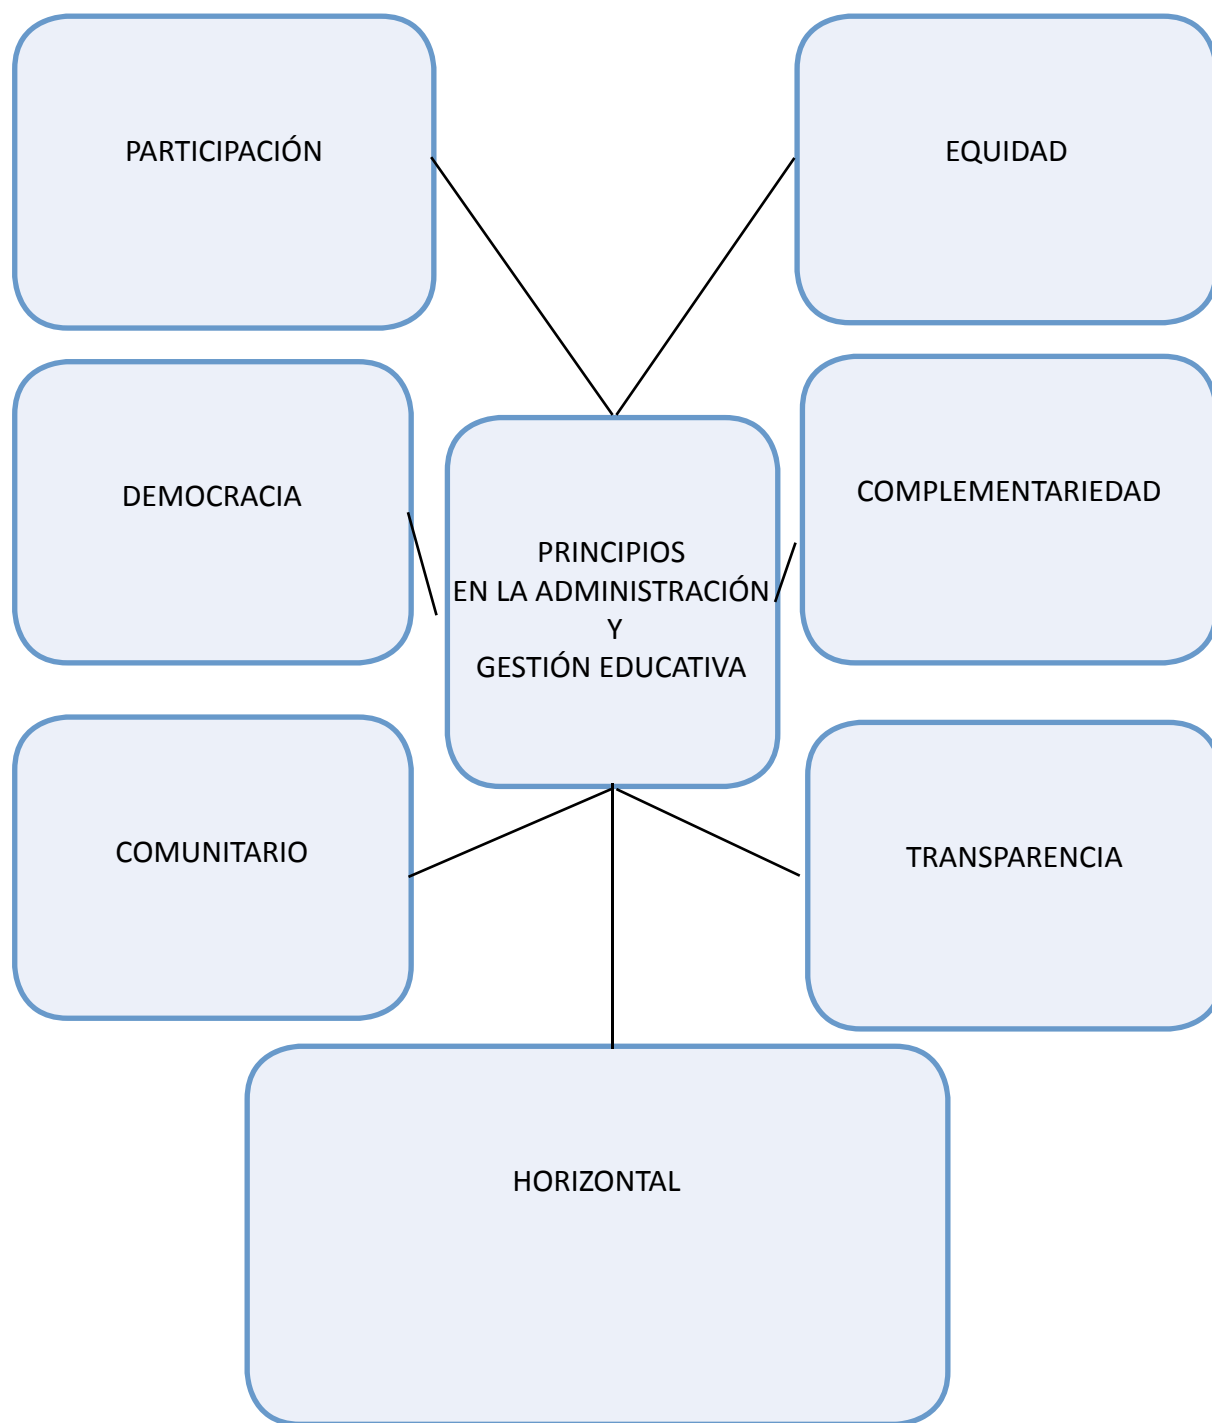 PARTICIPACIÓN
EQUIDAD
DEMOCRACIA
COMPLEMENTARIEDAD
PRINCIPIOS
EN LA ADMINISTRACIÓN
Y
GESTIÓN EDUCATIVA
COMUNITARIO
TRANSPARENCIA
HORIZONTAL